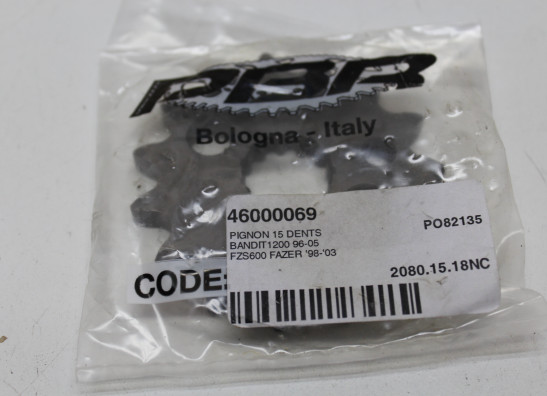 PBR
Bologna - Italy
46000069
PO82135
PIGNON 15 DENTS
BANDIT1200 96-05
FZS600 FAZER '98-'03
CODE:
2080.15.18NC